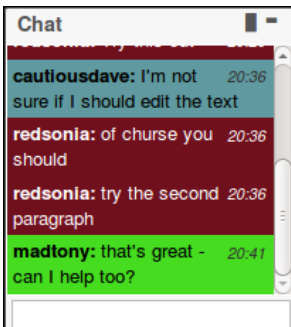 Chat
cautiousdave: I'm not 20:36
sure if I should edit the text
redsonia: of churse you 20:36
should
redsonia: try the second 20:36
paragraph
madtony: that's great - 20:41
can I help too?